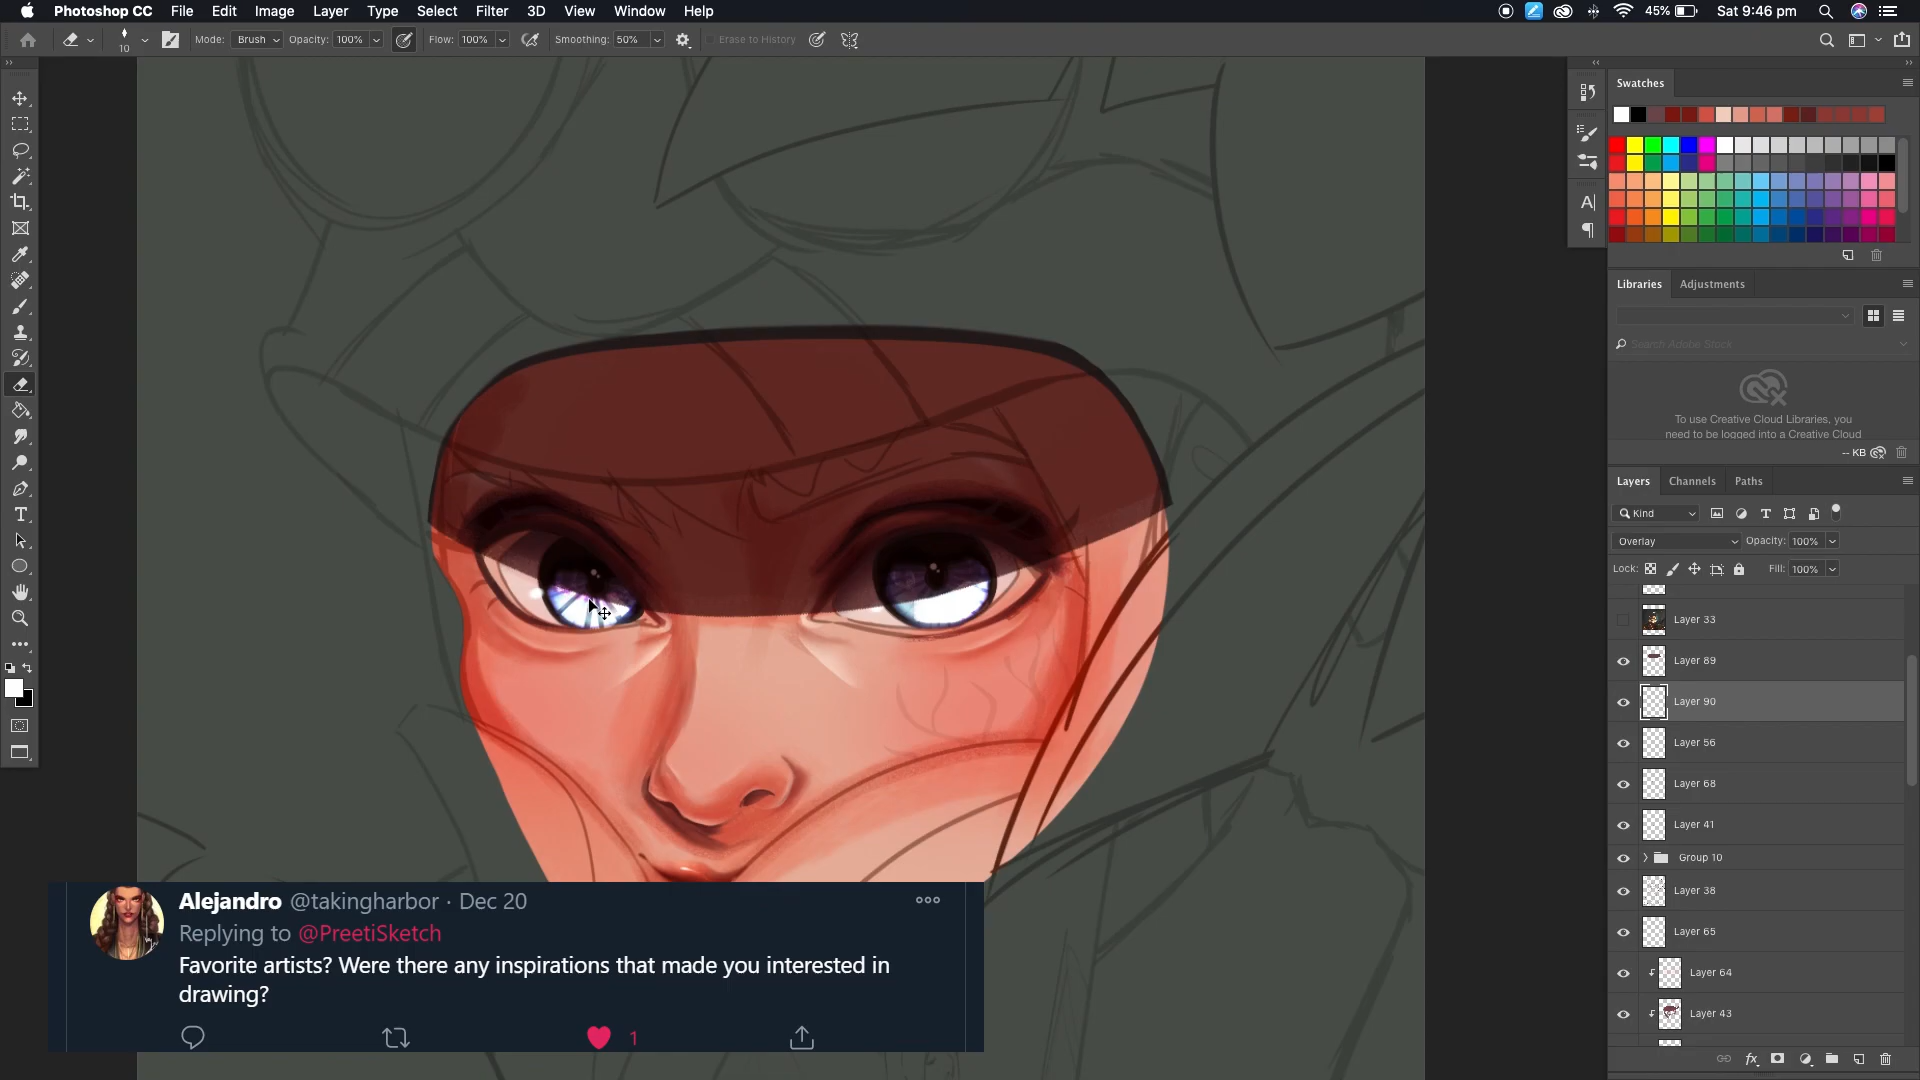 Photoshop CC File Edit Image Layer Type Select Filter 3D View Window Help
45% Sat 9:46 pm
10 Mode: Brush Opacity: 100% Flow: 100% Smoothing: 50% Erase to History
Swatches
Libraries Adjustments
Search Adobe Stock
To use Creative Cloud Libraries, you
need to be logged into a Creative Cloud
-- KB
Layers Channels Paths
Kind
Overlay Opacity: 100%
Lock: Fill: 100%
Layer 33
Layer 89
Layer 90
Layer 56
Layer 68
Layer 41
Group 10
Layer 38
Layer 65
Layer 64
Layer 43
Alejandro @takingharbor · Dec 20
Replying to @PreetiSketch
Favorite artists? Were there any inspirations that made you interested in
drawing?
1